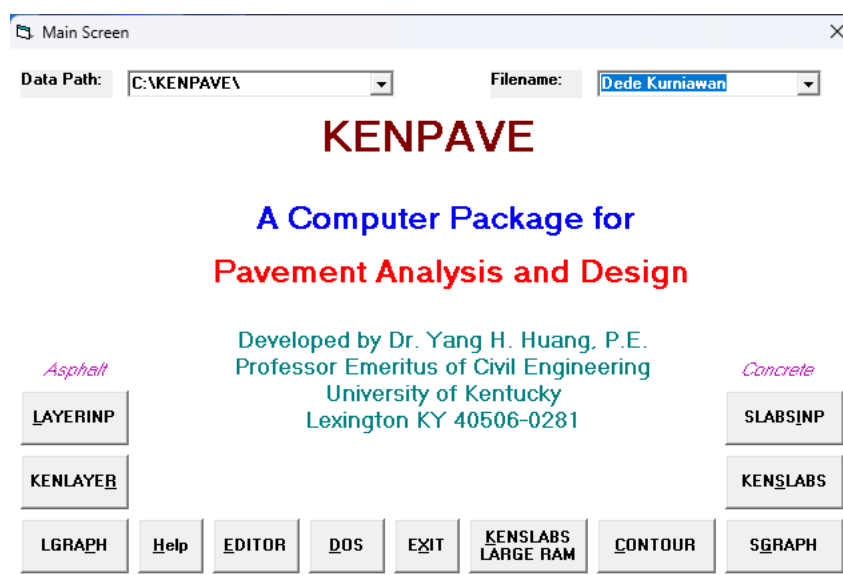 Main Screen
Data Path: C:\KENPAVE\ Filename: Dede Kurniawan
KENPAVE
A Computer Package for
Pavement Analysis and Design
Developed by Dr. Yang H. Huang, P.E.
Professor Emeritus of Civil Engineering
University of Kentucky
Lexington KY 40506-0281
Asphalt Concrete
LAYERINP SLABSINP
KENLAYER KENSLABS
LGRAPH Help EDITOR DOS EXIT KENSLABS LARGE RAM CONTOUR SGRAPH